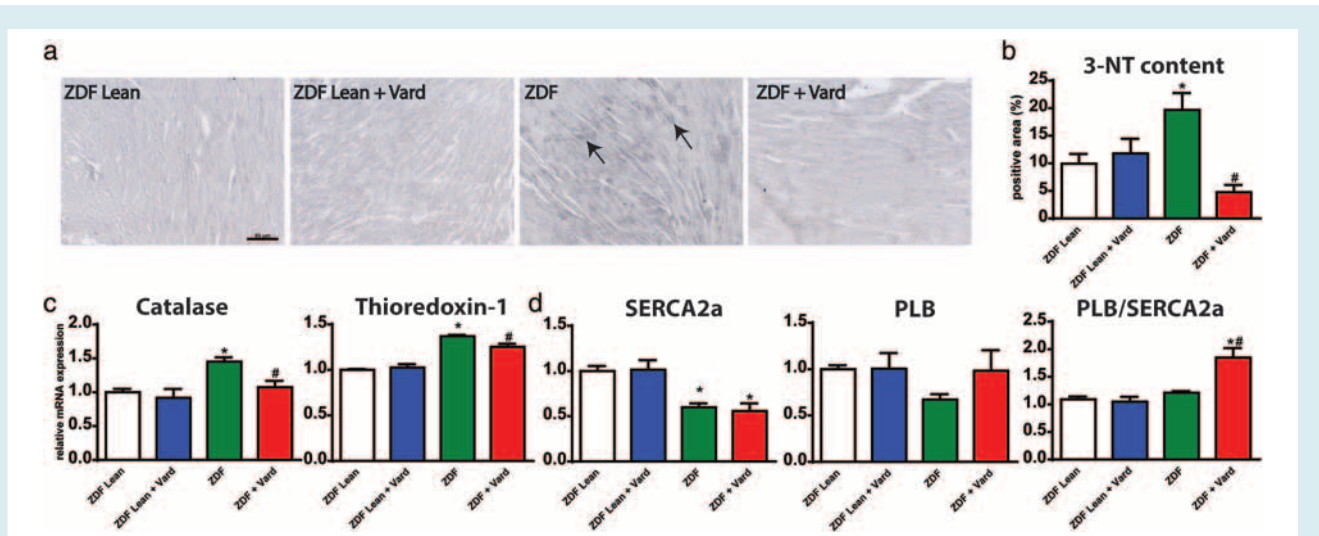 a
ZDF Lean
ZDF Lean + Vard
ZDF
ZDF + Vard
b
3-NT content
positive area (%)
25
20
15
10
5
0
*
#
ZDF Lean
ZDF Lean + Vard
ZDF
ZDF + Vard
c
Catalase
relative mRNA expression
2.0
1.5
1.0
0.5
0.0
*
#
ZDF Lean
ZDF Lean + Vard
ZDF
ZDF + Vard
Thioredoxin-1
1.5
1.0
0.5
0.0
*
#
ZDF Lean
ZDF Lean + Vard
ZDF
ZDF + Vard
d
SERCA2a
1.5
1.0
0.5
0.0
*
*
ZDF Lean
ZDF Lean + Vard
ZDF
ZDF + Vard
PLB
1.5
1.0
0.5
0.0
ZDF Lean
ZDF Lean + Vard
ZDF
ZDF + Vard
PLB/SERCA2a
2.5
2.0
1.5
1.0
0.5
0.0
*#
ZDF Lean
ZDF Lean + Vard
ZDF
ZDF + Vard